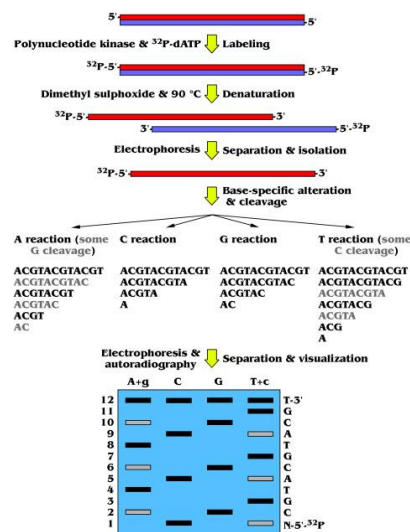 5' -5'
Polynucleotide kinase & ³²P-dATP Labeling
³²P-5' -5'-³²P
Dimethyl sulphoxide & 90 °C Denaturation
³²P-5' -3'
3' -5'-³²P
Electrophoresis Separation & isolation
³²P-5' -3'
Base-specific alteration
& cleavage
A reaction (some
G cleavage)
ACGTACGTACGT
ACGTACGTAC
ACGTACGT
ACGTAC
ACGT
AC
C reaction
ACGTACGTACGT
ACGTACGTA
ACGTA
A
G reaction
ACGTACGTACGT
ACGTACGTAC
ACGTAC
AC
T reaction (some
C cleavage)
ACGTACGTACGT
ACGTACGTACG
ACGTACGTA
ACGTACG
ACGTA
ACG
A
Electrophoresis &
autoradiography
Separation & visualization
A+g C G T+c
12 T-3'
11 G
10 C
9 A
8 T
7 G
6 C
5 A
4 T
3 G
2 C
1 N-5'-³²P